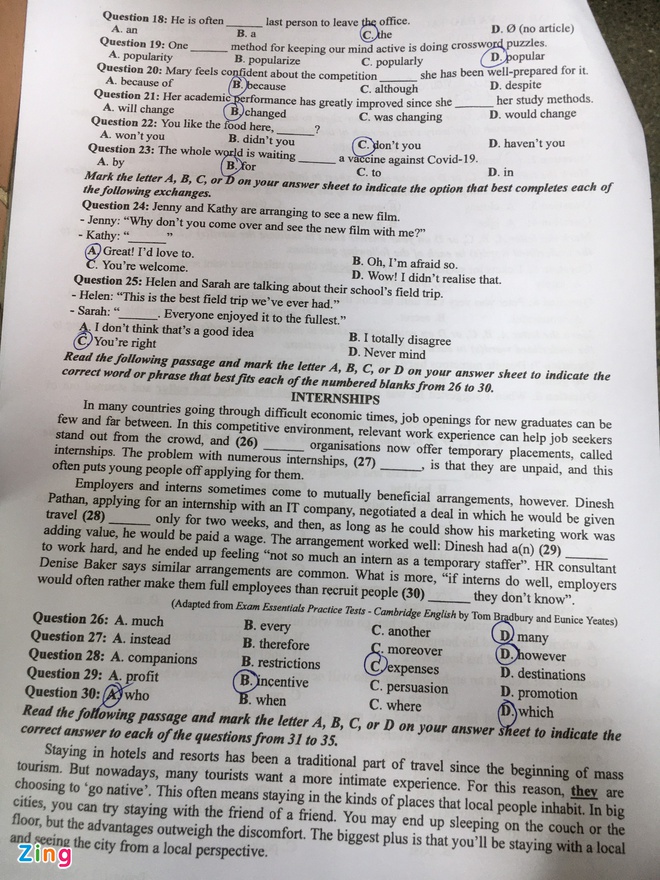 Question 18: He is often ______ last person to leave the office.
A. an B. a C. the D. Ø (no article)
Question 19: One ______ method for keeping our mind active is doing crossword puzzles.
A. popularity B. popularize C. popularly D. popular
Question 20: Mary feels confident about the competition ______ she has been well-prepared for it.
A. because of B. because C. although D. despite
Question 21: Her academic performance has greatly improved since she ______ her study methods.
A. will change B. changed C. was changing D. would change
Question 22: You like the food here, ______?
A. won't you B. didn't you C. don't you D. haven't you
Question 23: The whole world is waiting ______ a vaccine against Covid-19.
A. by B. for C. to D. in
Mark the letter A, B, C, or D on your answer sheet to indicate the option that best completes each of
the following exchanges.
Question 24: Jenny and Kathy are arranging to see a new film.
- Jenny: “Why don't you come over and see the new film with me?”
- Kathy: “______”
A. Great! I'd love to. B. Oh, I'm afraid so.
C. You're welcome. D. Wow! I didn't realise that.
Question 25: Helen and Sarah are talking about their school's field trip.
- Helen: “This is the best field trip we've ever had.”
- Sarah: “______. Everyone enjoyed it to the fullest.”
A. I don't think that's a good idea B. I totally disagree
C. You're right D. Never mind
Read the following passage and mark the letter A, B, C, or D on your answer sheet to indicate the
correct word or phrase that best fits each of the numbered blanks from 26 to 30.
INTERNSHIPS
In many countries going through difficult economic times, job openings for new graduates can be
few and far between. In this competitive environment, relevant work experience can help job seekers
stand out from the crowd, and (26) ______ organisations now offer temporary placements, called
internships. The problem with numerous internships, (27) ______, is that they are unpaid, and this
often puts young people off applying for them.
Employers and interns sometimes come to mutually beneficial arrangements, however. Dinesh
Pathan, applying for an internship with an IT company, negotiated a deal in which he would be given
travel (28) ______ only for two weeks, and then, as long as he could show his marketing work was
adding value, he would be paid a wage. The arrangement worked well: Dinesh had a(n) (29) ______
to work hard, and he ended up feeling “not so much an intern as a temporary staffer”. HR consultant
Denise Baker says similar arrangements are common. What is more, “if interns do well, employers
would often rather make them full employees than recruit people (30) ______ they don't know”.
(Adapted from Exam Essentials Practice Tests - Cambridge English by Tom Bradbury and Eunice Yeates)
Question 26: A. much B. every C. another D. many
Question 27: A. instead B. therefore C. moreover D. however
Question 28: A. companions B. restrictions C. expenses D. destinations
Question 29: A. profit B. incentive C. persuasion D. promotion
Question 30: A. who B. when C. where D. which
Read the following passage and mark the letter A, B, C, or D on your answer sheet to indicate the
correct answer to each of the questions from 31 to 35.
Staying in hotels and resorts has been a traditional part of travel since the beginning of mass
tourism. But nowadays, many tourists want a more intimate experience. For this reason, they are
choosing to ‘go native’. This often means staying in the kinds of places that local people inhabit. In big
cities, you can try staying with the friend of a friend. You may end up sleeping on the couch or the
floor, but the advantages outweigh the discomfort. The biggest plus is that you'll be staying with a local
and seeing the city from a local perspective.
Zing